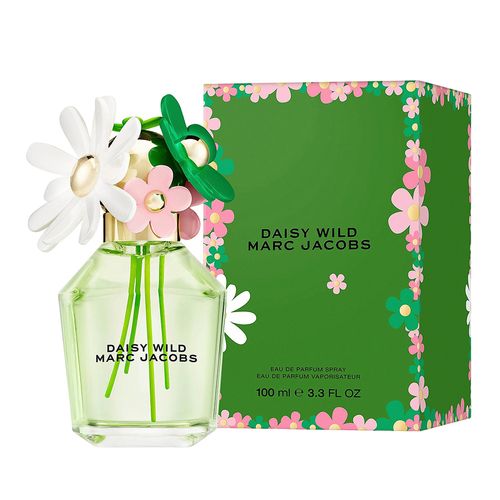 DAISY WILD
MARC JACOBS
DAISY WILD
MARC JACOBS
EAU DE PARFUM SPRAY
EAU DE PARFUM VAPORISATEUR
100 ml ℮ 3.3 FL OZ